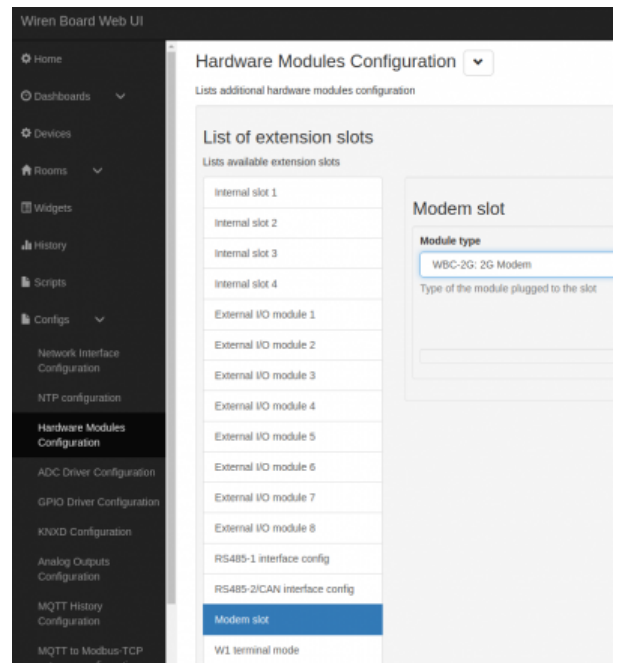 Wiren Board Web UI
Home
Dashboards
Devices
Rooms
Widgets
History
Scripts
Configs
Network Interface
Configuration
NTP configuration
Hardware Modules
Configuration
ADC Driver Configuration
GPIO Driver Configuration
KNXD Configuration
Analog Outputs
Configuration
MQTT History
Configuration
MQTT to Modbus-TCP
Hardware Modules Configuration
Lists additional hardware modules configuration
List of extension slots
Lists available extension slots
Internal slot 1
Internal slot 2
Internal slot 3
Internal slot 4
External I/O module 1
External I/O module 2
External I/O module 3
External I/O module 4
External I/O module 5
External I/O module 6
External I/O module 7
External I/O module 8
RS485-1 interface config
RS485-2/CAN interface config
Modem slot
W1 terminal mode
Modem slot
Module type
WBC-2G: 2G Modem
Type of the module plugged to the slot